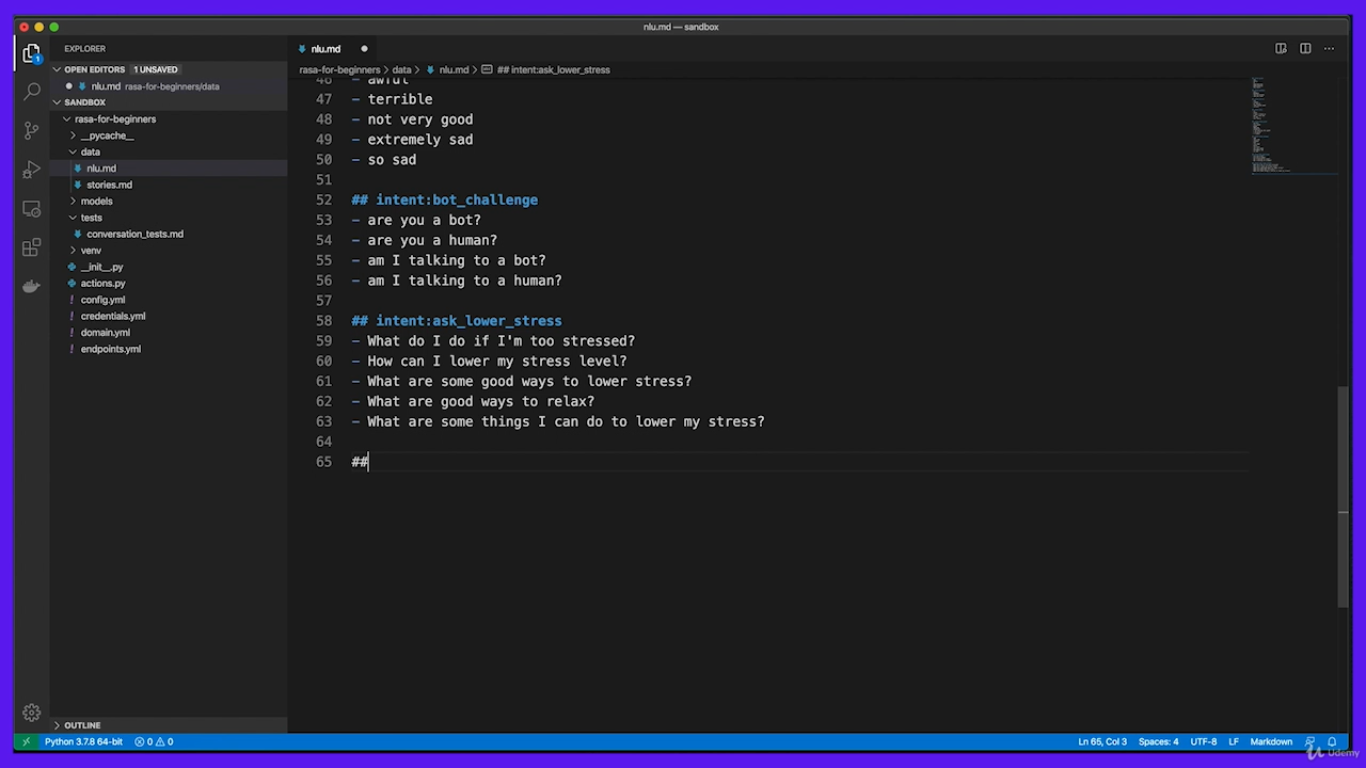 nlu.md — sandbox
EXPLORER
OPEN EDITORS 1 UNSAVED
nlu.md rasa-for-beginners/data
SANDBOX
rasa-for-beginners
__pycache__
data
nlu.md
stories.md
models
tests
conversation_tests.md
venv
__init__.py
actions.py
! config.yml
! credentials.yml
! domain.yml
! endpoints.yml
OUTLINE
nlu.md
rasa-for-beginners > data > nlu.md > ## intent:ask_lower_stress
46 - awful
47 - terrible
48 - not very good
49 - extremely sad
50 - so sad
51
52 ## intent:bot_challenge
53 - are you a bot?
54 - are you a human?
55 - am I talking to a bot?
56 - am I talking to a human?
57
58 ## intent:ask_lower_stress
59 - What do I do if I'm too stressed?
60 - How can I lower my stress level?
61 - What are some good ways to lower stress?
62 - What are good ways to relax?
63 - What are some things I can do to lower my stress?
64
65 ##
1
Python 3.7.8 64-bit 0 0
Ln 65, Col 3 Spaces: 4 UTF-8 LF Markdown
Udemy